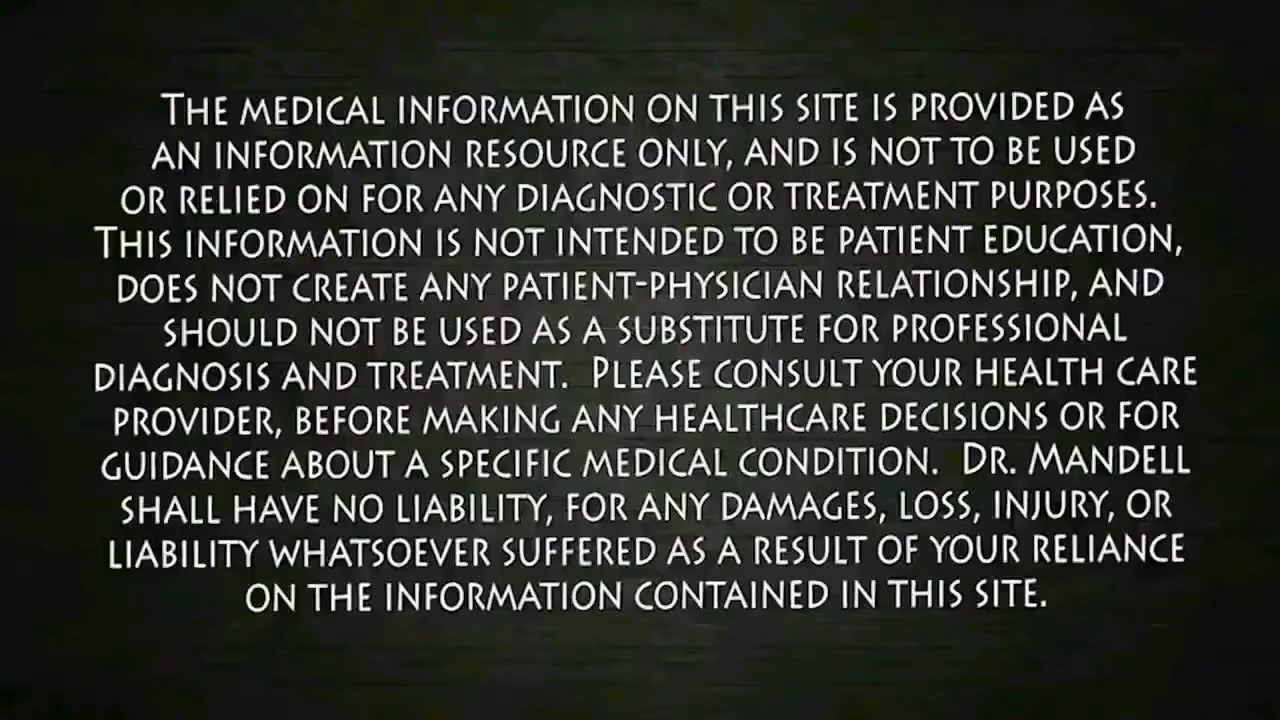 The medical information on this site is provided as
an information resource only, and is not to be used
or relied on for any diagnostic or treatment purposes.
This information is not intended to be patient education,
does not create any patient-physician relationship, and
should not be used as a substitute for professional
diagnosis and treatment.  Please consult your health care
provider, before making any healthcare decisions or for
guidance about a specific medical condition.  Dr. Mandell
shall have no liability, for any damages, loss, injury, or
liability whatsoever suffered as a result of your reliance
on the information contained in this site.